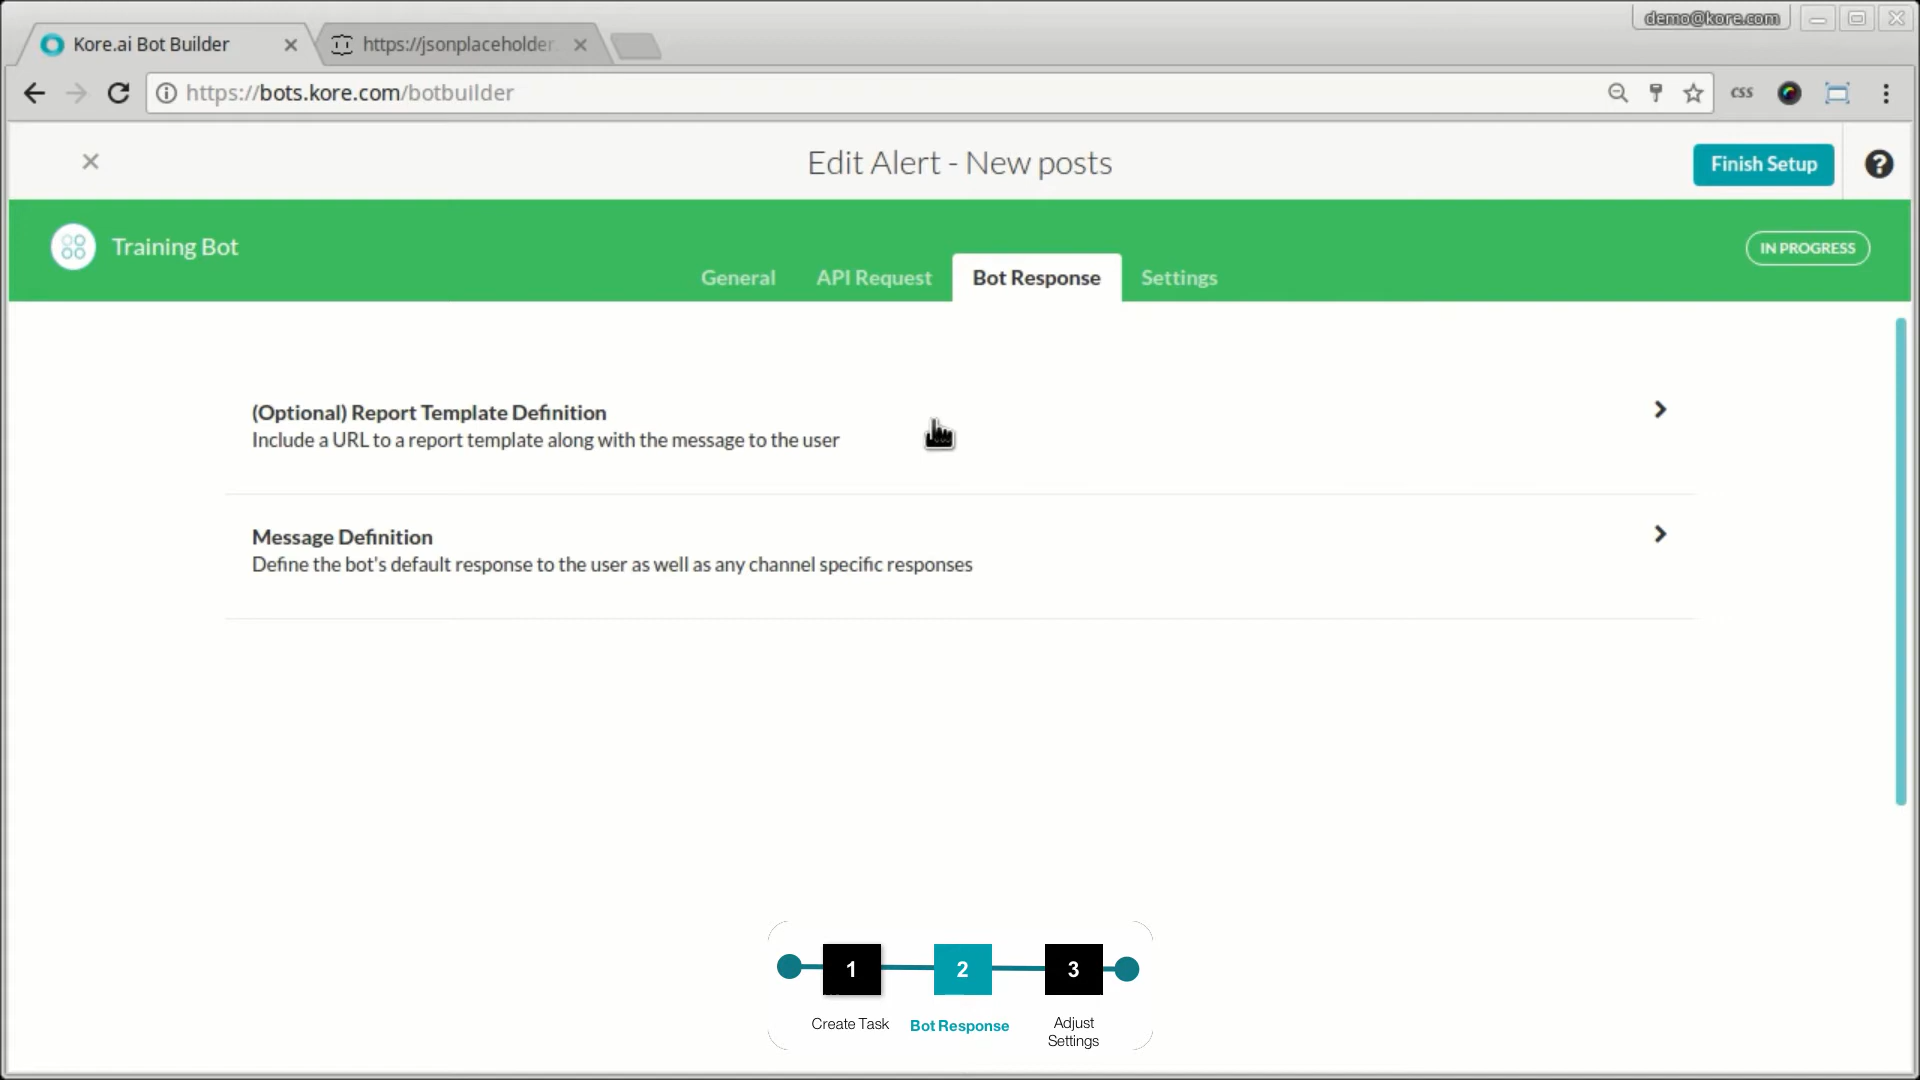 demo@kore.com
Kore.ai Bot Builder
https://jsonplaceholder
https://bots.kore.com/botbuilder
css
Edit Alert - New posts
Finish Setup
?
Training Bot
IN PROGRESS
General
API Request
Bot Response
Settings
(Optional) Report Template Definition
Include a URL to a report template along with the message to the user
Message Definition
Define the bot's default response to the user as well as any channel specific responses
1
2
3
Create Task
Bot Response
Adjust
Settings